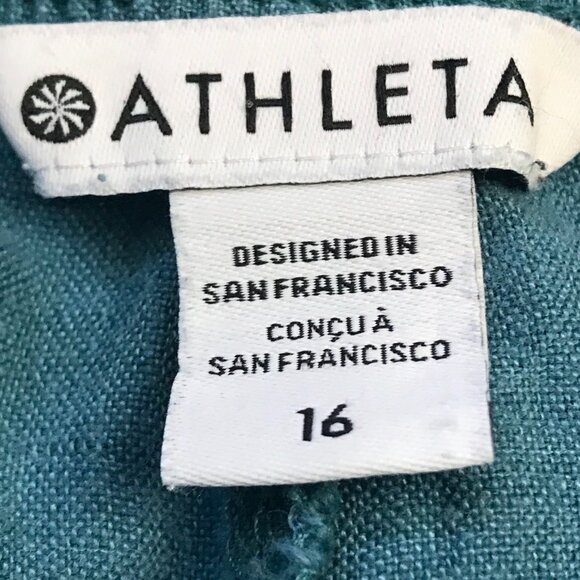 ATHLETA
DESIGNED IN
SAN FRANCISCO
CONÇU À
SAN FRANCISCO
16